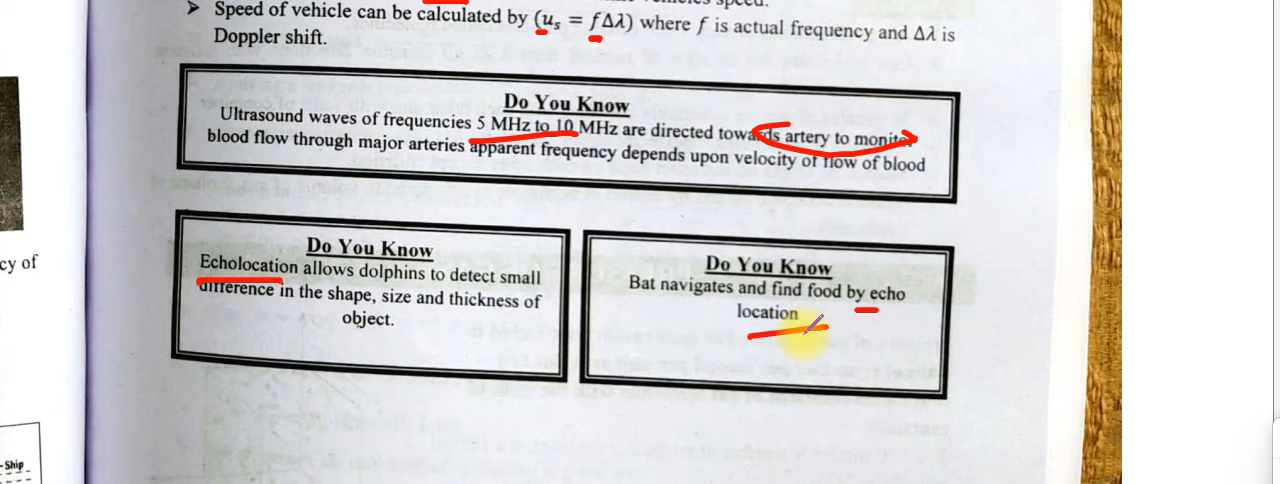 Speed of vehicle can be calculated by (uₛ = fΔλ) where f is actual frequency and Δλ is
Doppler shift.
Do You Know
Ultrasound waves of frequencies 5 MHz to 10 MHz are directed towards artery to monitor
blood flow through major arteries apparent frequency depends upon velocity of flow of blood
Do You Know
Echolocation allows dolphins to detect small
difference in the shape, size and thickness of
object.
Do You Know
Bat navigates and find food by echo
location
cy of
Ship